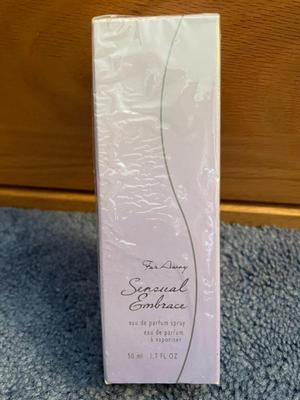 Far Away
Sensual
Embrace
eau de parfum spray
eau de parfum
à vaporiser
50 ml 1.7 FL OZ